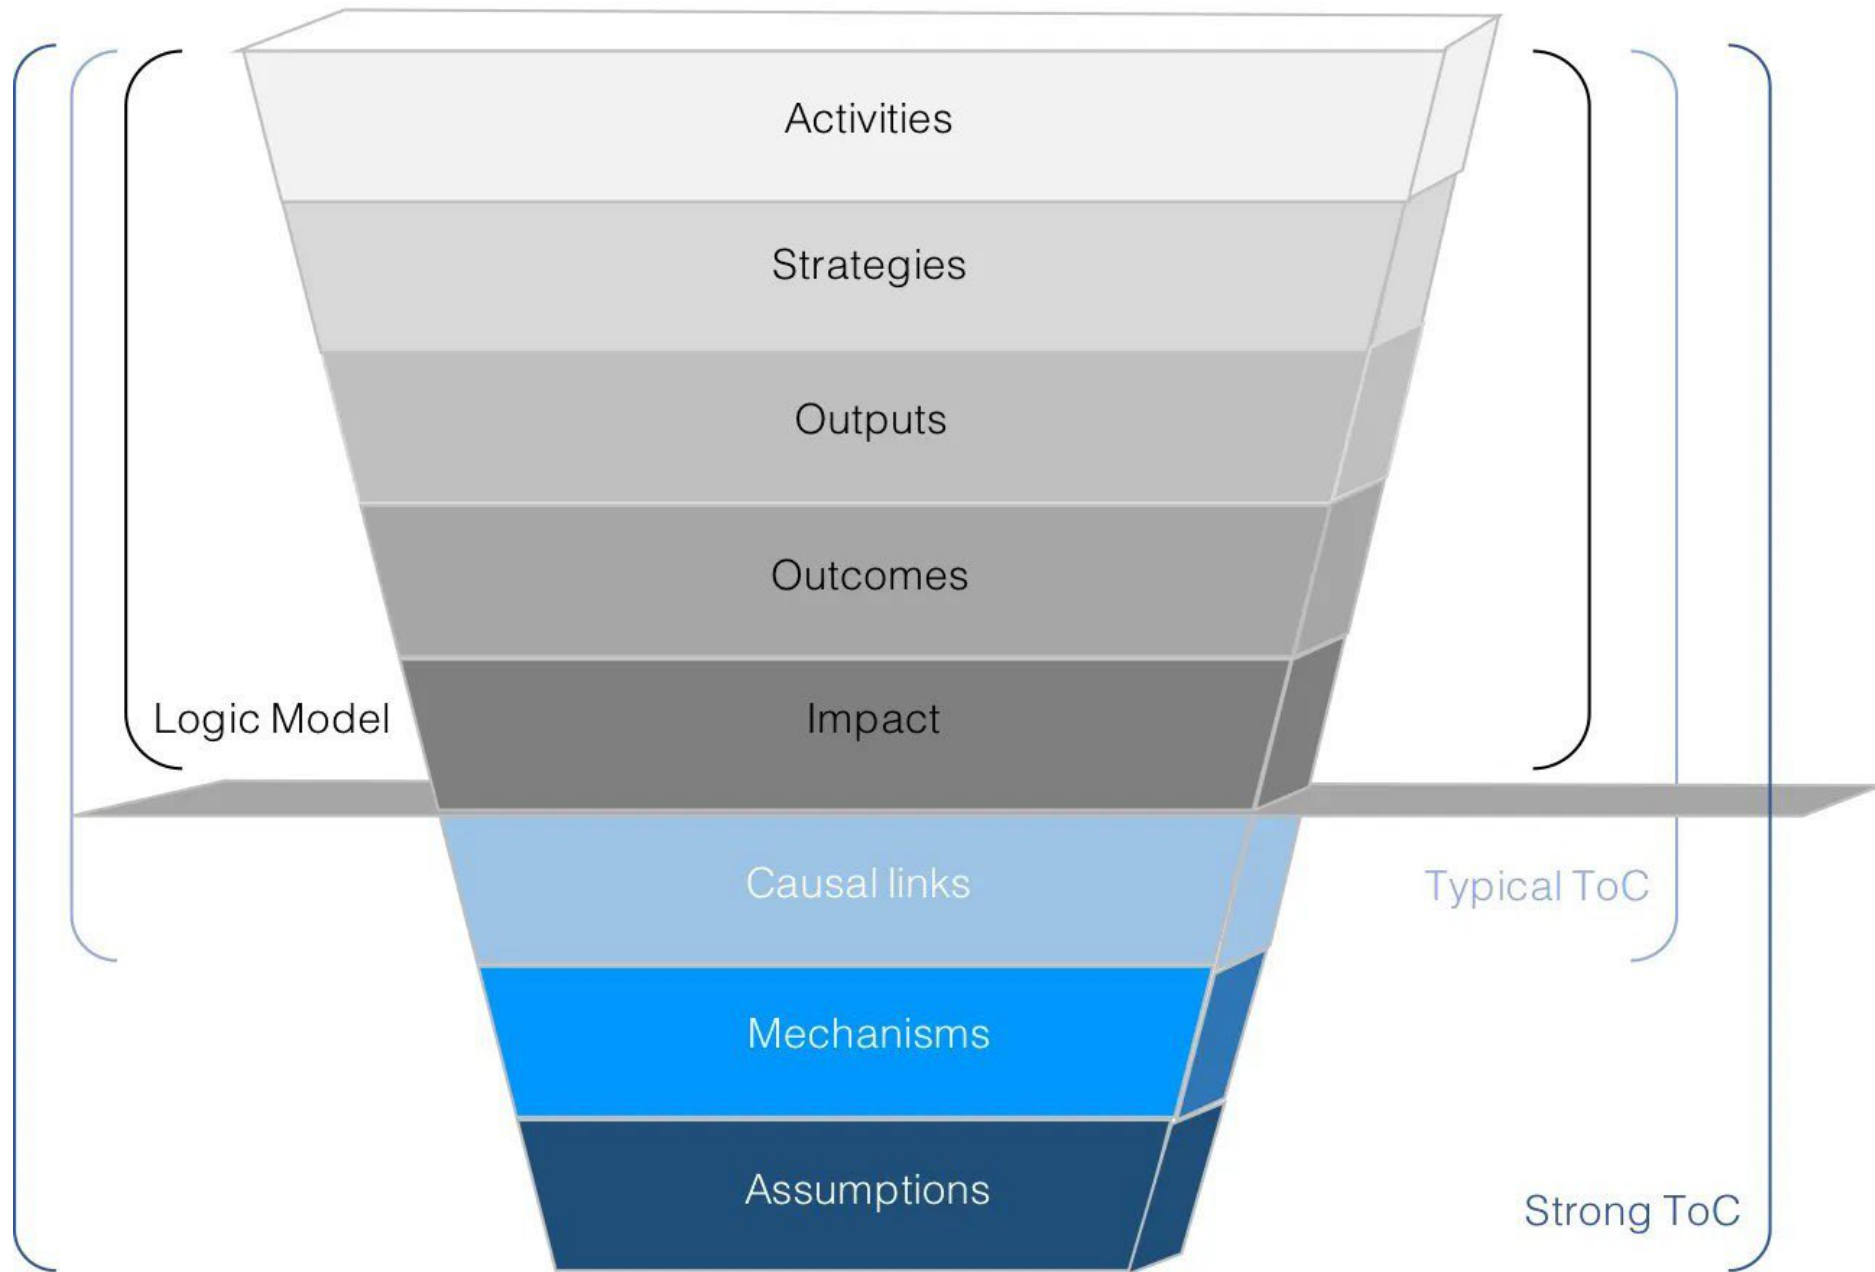 Activities
Strategies
Outputs
Outcomes
Logic Model
Impact
Causal links
Typical ToC
Mechanisms
Assumptions
Strong ToC